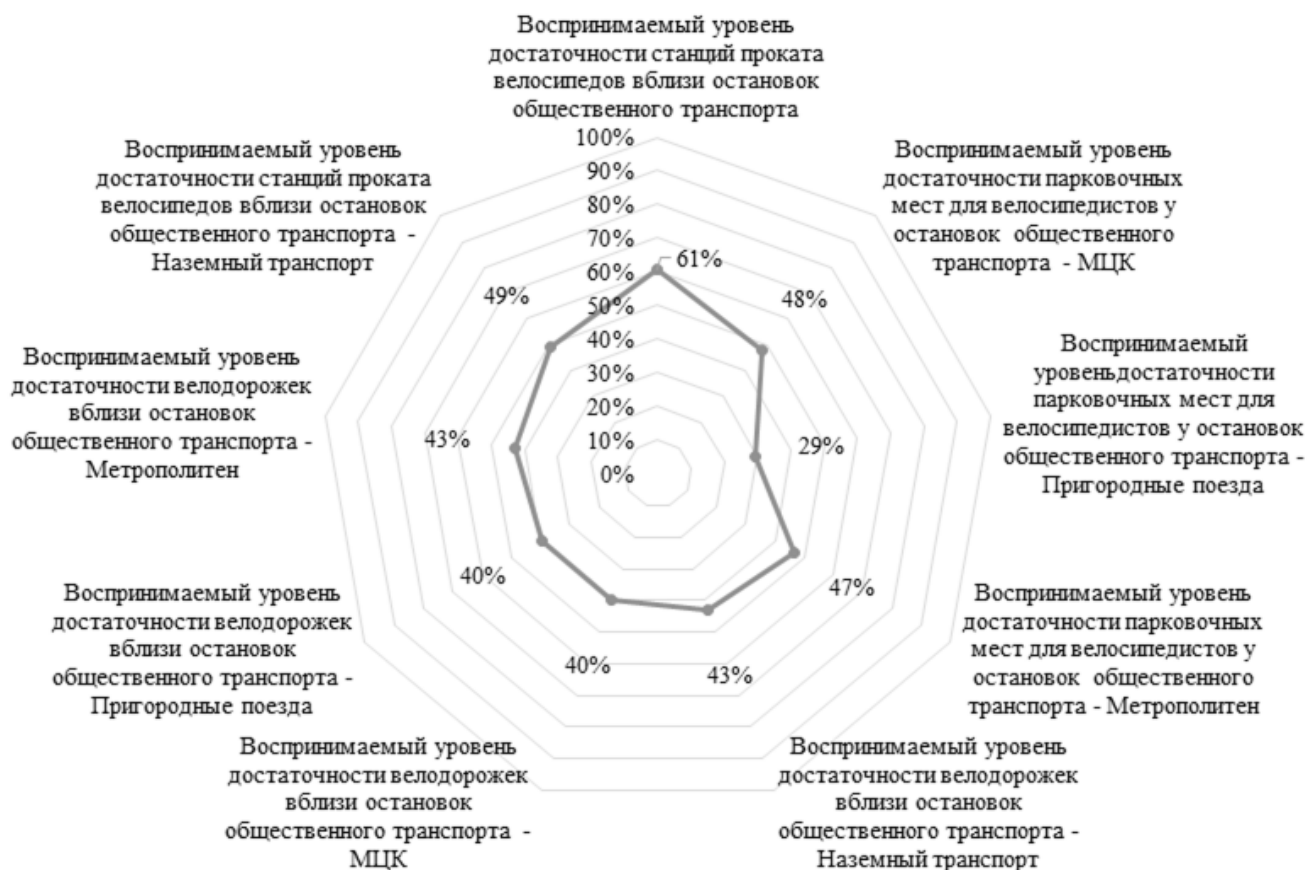 Воспринимаемый уровень
достаточности станций проката
велосипедов вблизи остановок
общественного транспорта
Воспринимаемый уровень
достаточности парковочных
мест для велосипедистов у
остановок общественного
транспорта - МЦК
Воспринимаемый
уровеньдостаточности
парковочных мест для
велосипедистов у остановок
общественного транспорта -
Пригородные поезда
Воспринимаемый уровень
достаточности парковочных
мест для велосипедистов у
остановок общественного
транспорта - Метрополитен
Воспринимаемый уровень
достаточности велодорожек
вблизи остановок
общественного транспорта -
Наземный транспорт
Воспринимаемый уровень
достаточности велодорожек
вблизи остановок
общественного транспорта -
МЦК
Воспринимаемый уровень
достаточности велодорожек
вблизи остановок
общественного транспорта -
Пригородные поезда
Воспринимаемый уровень
достаточности велодорожек
вблизи остановок
общественного транспорта -
Метрополитен
Воспринимаемый уровень
достаточности станций проката
велосипедов вблизи остановок
общественного транспорта -
Наземный транспорт
100%
90%
80%
70%
60%
50%
40%
30%
20%
10%
0%
61%
48%
29%
47%
43%
40%
40%
43%
49%